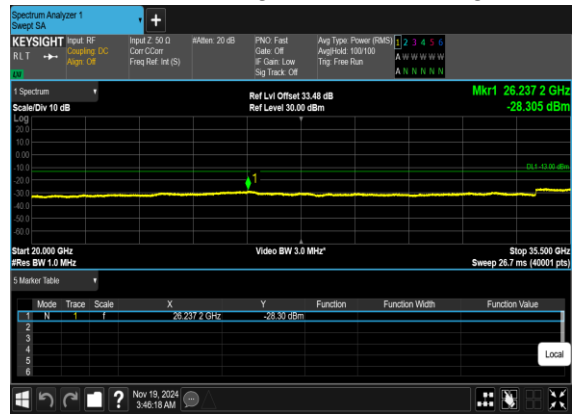 Spectrum Analyzer 1
Swept SA
KEYSIGHT Input: RF Input Z: 50 Ω #Atten: 20 dB PNO: Fast Avg Type: Power (RMS) 1 2 3 4 5 6
RLT Coupling: DC Corr CCorr Gate: Off Avg|Hold: 100/100 A W W W W W
Align: Off Freq Ref: Int (S) IF Gain: Low Trig: Free Run
Sig Track: Off A N N N N N
1 Spectrum Ref Lvl Offset 33.48 dB Mkr1 26.237 2 GHz
Scale/Div 10 dB Ref Level 30.00 dBm -28.305 dBm
Log
20.0
10.0
0.00
-10.0 DL1 -13.00 dBm
-20.0 1
-30.0
-40.0
-50.0
-60.0
Start 20.000 GHz Video BW 3.0 MHz* Stop 35.500 GHz
#Res BW 1.0 MHz Sweep 26.7 ms (40001 pts)
5 Marker Table
Mode Trace Scale X Y Function Function Width Function Value
1 N 1 f 26.237 2 GHz -28.30 dBm
2
3
4
5
6
Local
Nov 19, 2024
3:46:18 AM